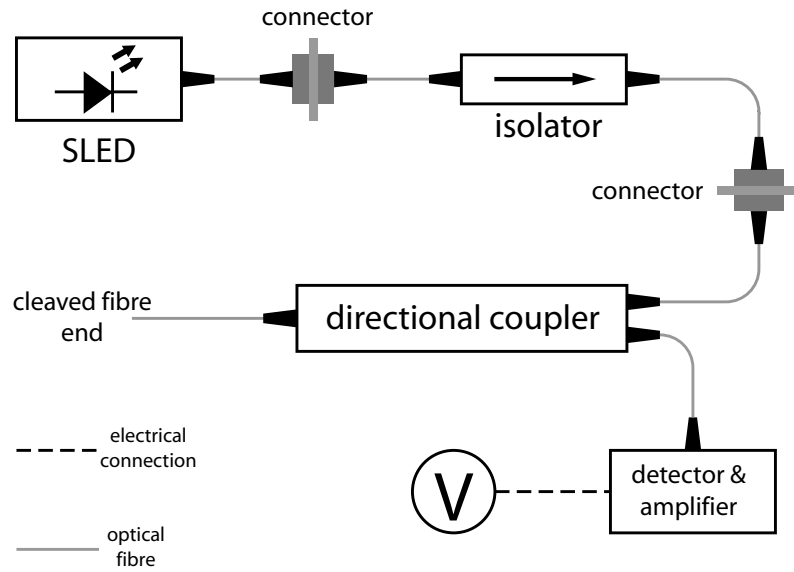 connector
SLED
isolator
connector
cleaved fibre
end
directional coupler
electrical
connection
detector &
amplifier
V
optical
fibre